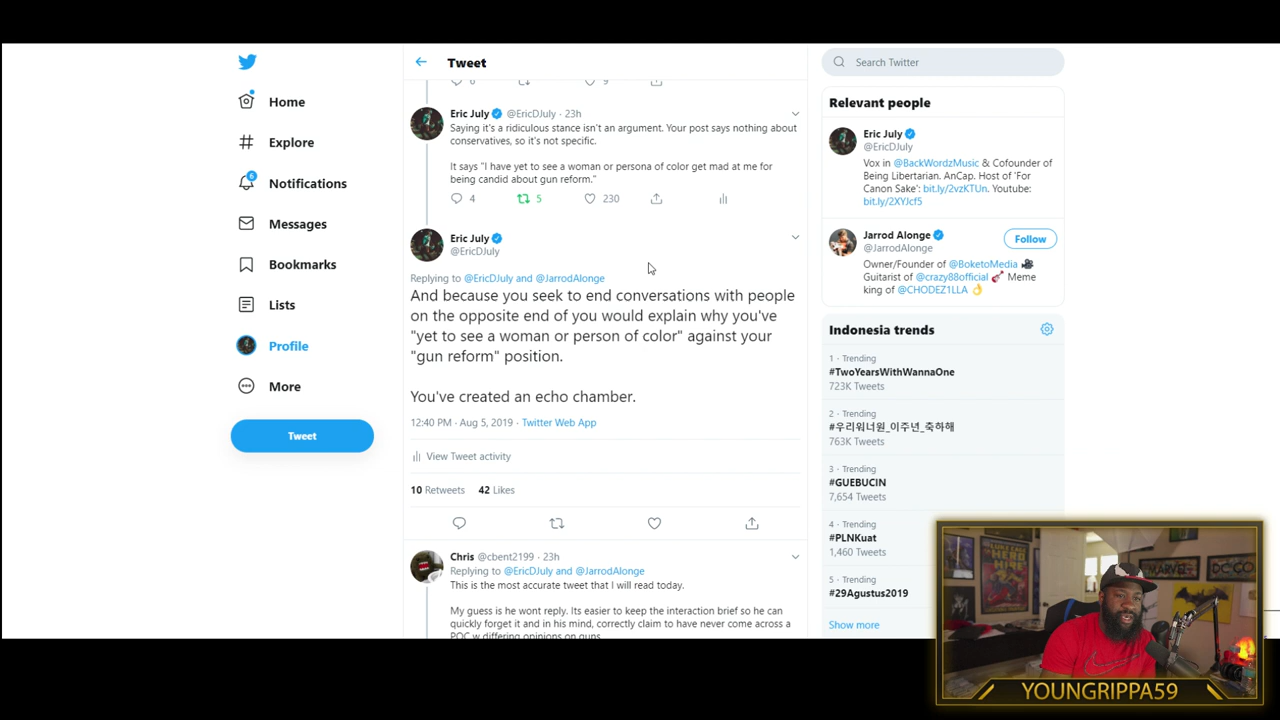 Home
Explore
6
Notifications
Messages
Bookmarks
Lists
Profile
More
Tweet
Tweet
6
9
Eric July @EricDJuly · 23h
Saying it's a ridiculous stance isn't an argument. Your post says nothing about
conservatives, so it's not specific.
It says "I have yet to see a woman or persona of color get mad at me for
being candid about gun reform."
4 5 230
Eric July
@EricDJuly
Replying to @EricDJuly and @JarrodAlonge
And because you seek to end conversations with people
on the opposite end of you would explain why you've
"yet to see a woman or person of color" against your
"gun reform" position.
You've created an echo chamber.
12:40 PM · Aug 5, 2019 · Twitter Web App
View Tweet activity
10 Retweets 42 Likes
Chris @cbent2199 · 23h
Replying to @EricDJuly and @JarrodAlonge
This is the most accurate tweet that I will read today.
My guess is he wont reply. Its easier to keep the interaction brief so he can
quickly forget it and in his mind, correctly claim to have never come across a
POC w differing opinions on guns
Search Twitter
Relevant people
Eric July
@EricDJuly
Vox in @BackWordzMusic & Cofounder of
Being Libertarian. AnCap. Host of 'For
Canon Sake': bit.ly/2vzKTUn. Youtube:
bit.ly/2XYJcf5
Jarrod Alonge
@JarrodAlonge
Follow
Owner/Founder of @BoketoMedia 🎥
Guitarist of @crazy88official 🎸 Meme
king of @CHODEZ1LLA 👌
Indonesia trends
1 · Trending
#TwoYearsWithWannaOne
723K Tweets
2 · Trending
#우리워너원_이주년_축하해
763K Tweets
3 · Trending
#GUEBUCIN
7,654 Tweets
4 · Trending
#PLNKuat
1,460 Tweets
5 · Trending
#29Agustus2019
Show more
LUKE CAGE
HERO
HIRE
MARVEL
DC CO
YOUNGRIPPA59